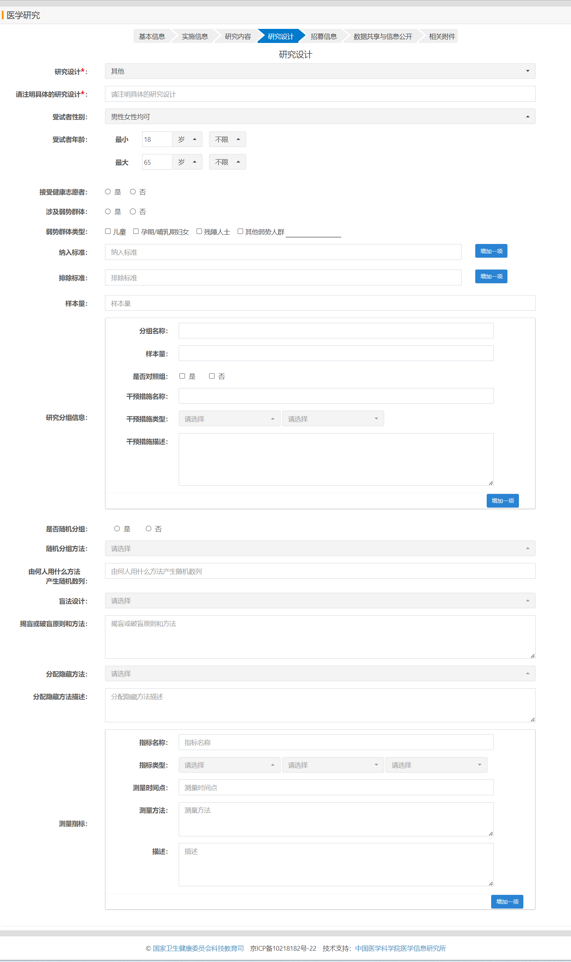 医学研究
基本信息 实施信息 研究内容 研究设计 招募信息 数据共享与信息公开 相关附件
研究设计
研究设计*： 其他
请注明具体的研究设计*： 请注明具体的研究设计
受试者性别： 男性女性均可
受试者年龄： 最小 18 岁 不限
最大 65 岁 不限
接受健康志愿者： 是 否
涉及弱势群体： 是 否
弱势群体类型： 儿童 孕期/哺乳期妇女 残障人士 其他弱势人群
纳入标准： 纳入标准 增加一项
排除标准： 排除标准 增加一项
样本量： 样本量
分组名称：
样本量：
是否对照组： 是 否
干预措施名称：
研究分组信息：
干预措施类型： 请选择 请选择
干预措施描述：
增加一项
是否随机分组： 是 否
随机分组方法： 请选择
由何人用什么方法
产生随机数列： 由何人用什么方法产生随机数列
盲法设计： 请选择
揭盲或破盲原则和方法： 揭盲或破盲原则和方法
分配隐藏方法： 请选择
分配隐藏方法描述： 分配隐藏方法描述
指标名称： 指标名称
指标类型： 请选择 请选择 请选择
测量时间点： 测量时间点
测量方法： 测量方法
测量指标：
描述： 描述
增加一项
© 国家卫生健康委员会科技教育司 京ICP备10218182号-22 技术支持：中国医学科学院医学信息研究所